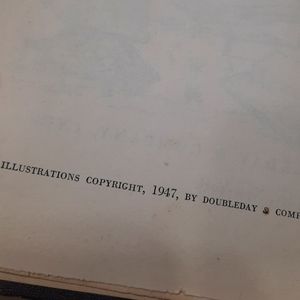 ILLUSTRATIONS COPYRIGHT, 1947, BY DOUBLEDAY & COMP